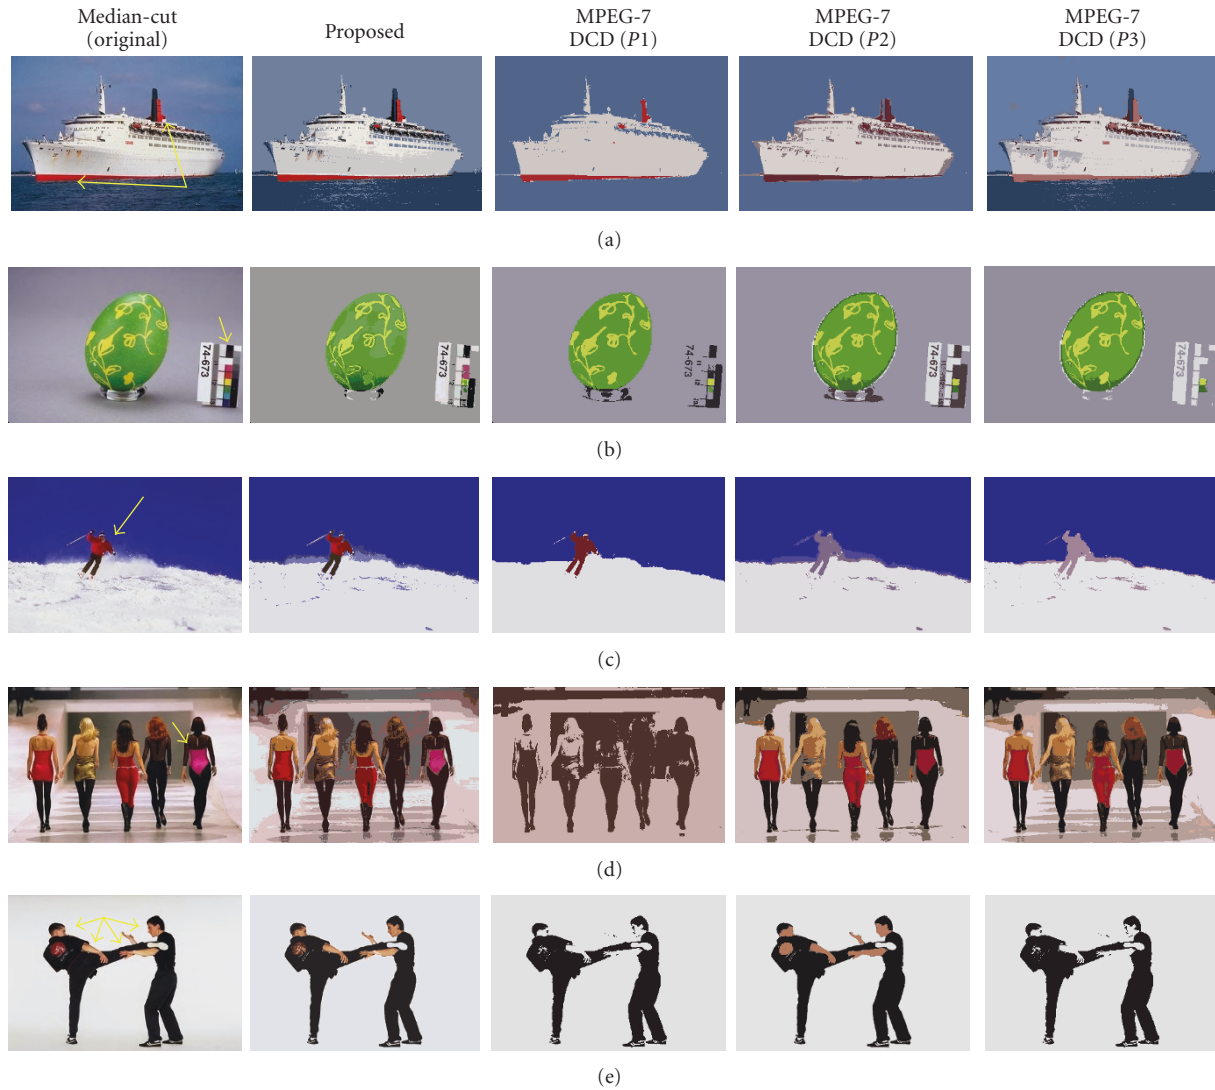 Median-cut
(original)
Proposed
MPEG-7
DCD (P1)
MPEG-7
DCD (P2)
MPEG-7
DCD (P3)
(a)
74-673
74-673
74-673
74-673
74-673
(b)
(c)
(d)
(e)